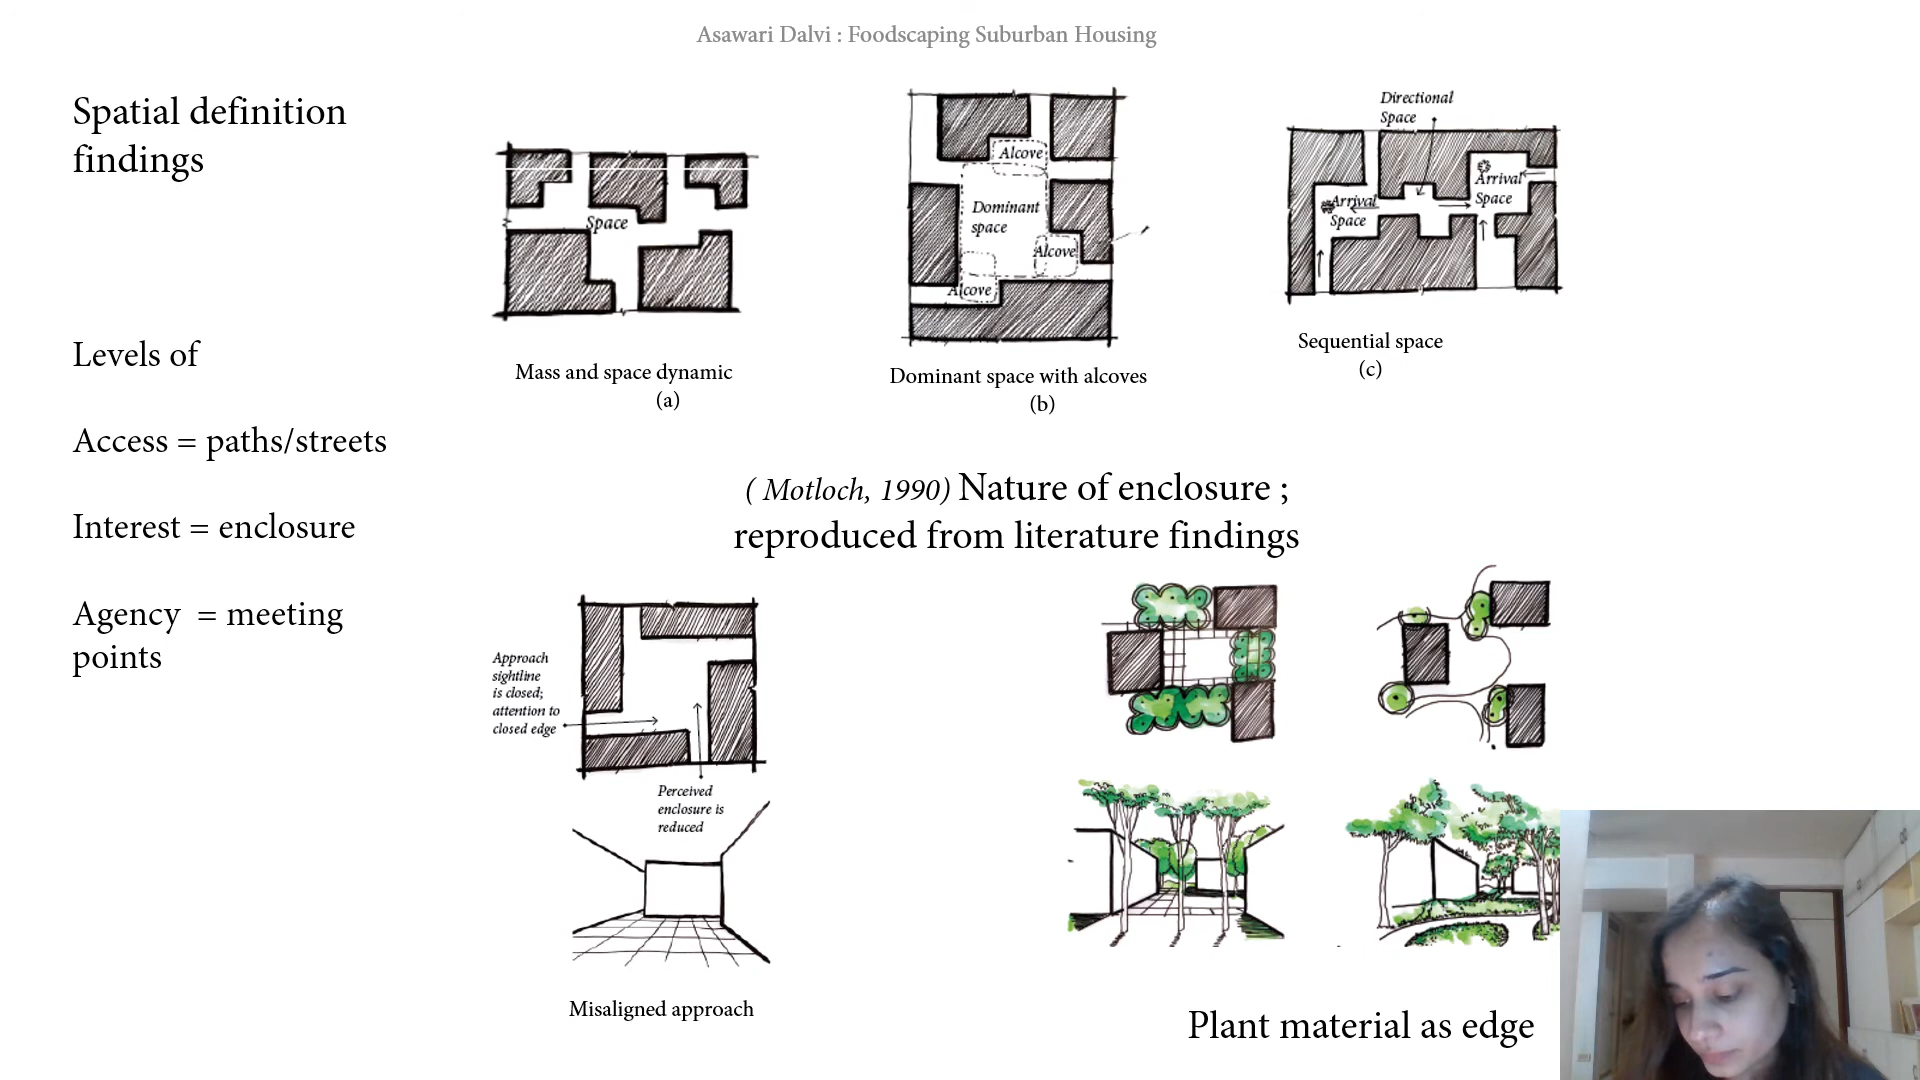 Asawari Dalvi : Foodscaping Suburban Housing
Spatial definition
findings
Levels of
Access = paths/streets
Interest = enclosure
Agency  = meeting
points
Space
Mass and space dynamic
(a)
Alcove
Dominant
space
Alcove
Alcove
Dominant space with alcoves
(b)
Directional
Space
Arrival
Space
Arrival
Space
Sequential space
(c)
( Motloch, 1990) Nature of enclosure ;
reproduced from literature findings
Approach
sightline
is closed;
attention to
closed edge
Perceived
enclosure is
reduced
Misaligned approach
Plant material as edge